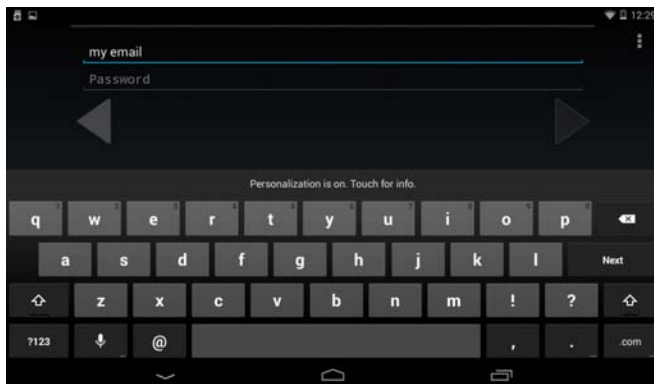 12:29
my email
Password
Personalization is on. Touch for info.
q w e r t y u i o p
a s d f g h j k l Next
z x c v b n m ! ?
?123 @ , . .com